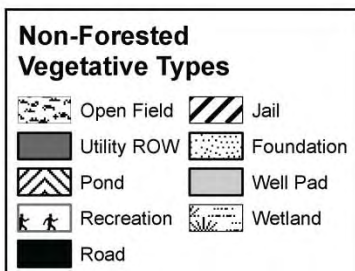 Non-Forested
Vegetative Types
Open Field Jail
Utility ROW Foundation
Pond Well Pad
Recreation Wetland
Road